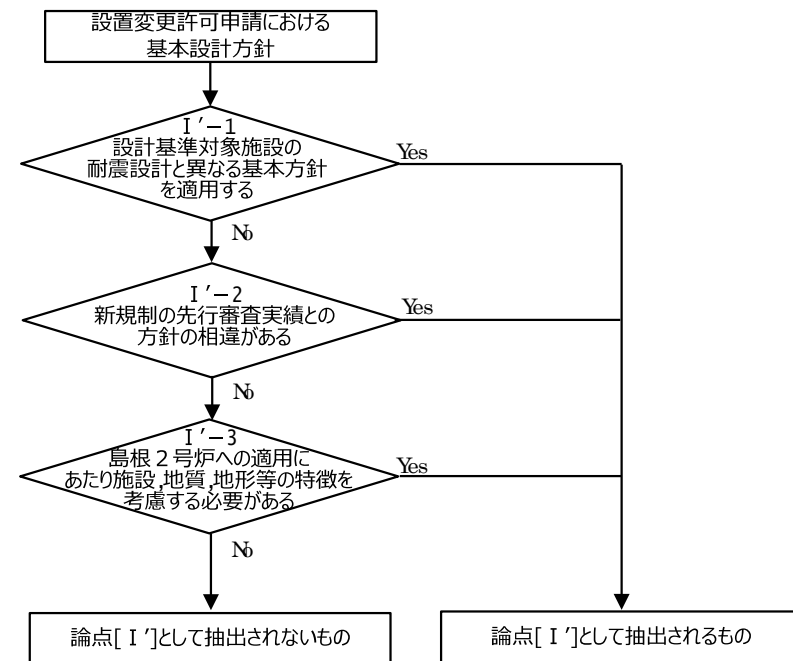 設置変更許可申請における
基本設計方針
Ⅰ′－1
設計基準対象施設の
耐震設計と異なる基本方針
を適用する
Yes
No
Ⅰ′－2
新規制の先行審査実績との
方針の相違がある
Yes
No
Ⅰ′－3
島根２号炉への適用に
あたり施設,地質,地形等の特徴を
考慮する必要がある
Yes
No
論点[Ⅰ']として抽出されないもの
論点[Ⅰ']として抽出されるもの